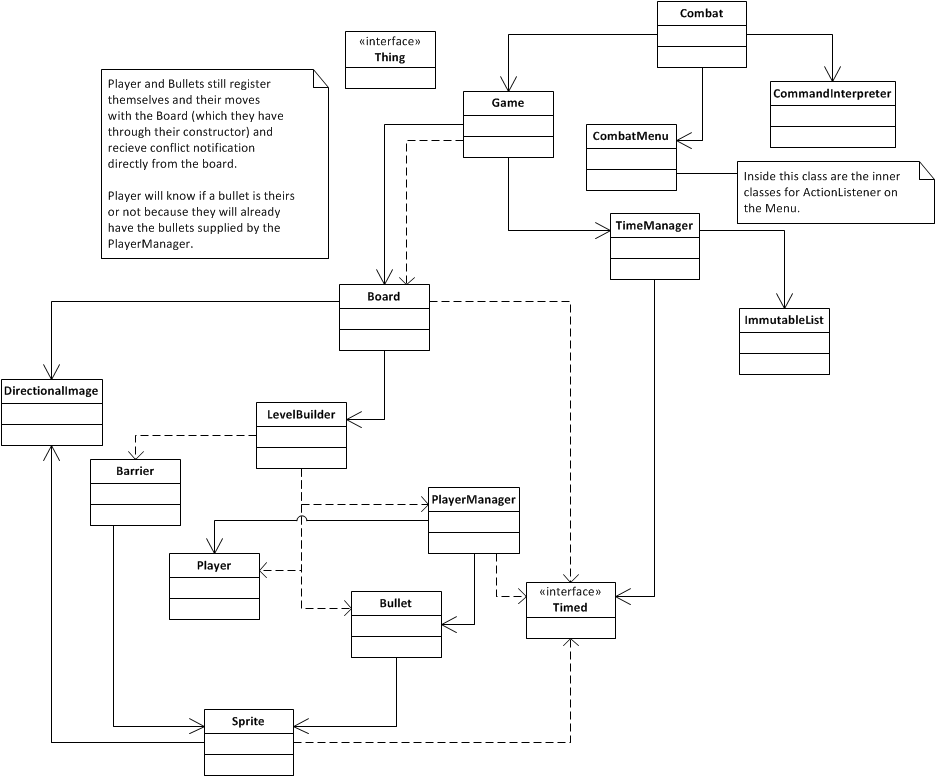 Combat
«interface»
Thing
Player and Bullets still register
themselves and their moves
with the Board (which they have
through their constructor) and
recieve conflict notification
directly from the board.
Player will know if a bullet is theirs
or not because they will already
have the bullets supplied by the
PlayerManager.
Game
CommandInterpreter
CombatMenu
Inside this class are the inner
classes for ActionListener on
the Menu.
TimeManager
Board
ImmutableList
DirectionalImage
LevelBuilder
Barrier
PlayerManager
Player
«interface»
Timed
Bullet
Sprite